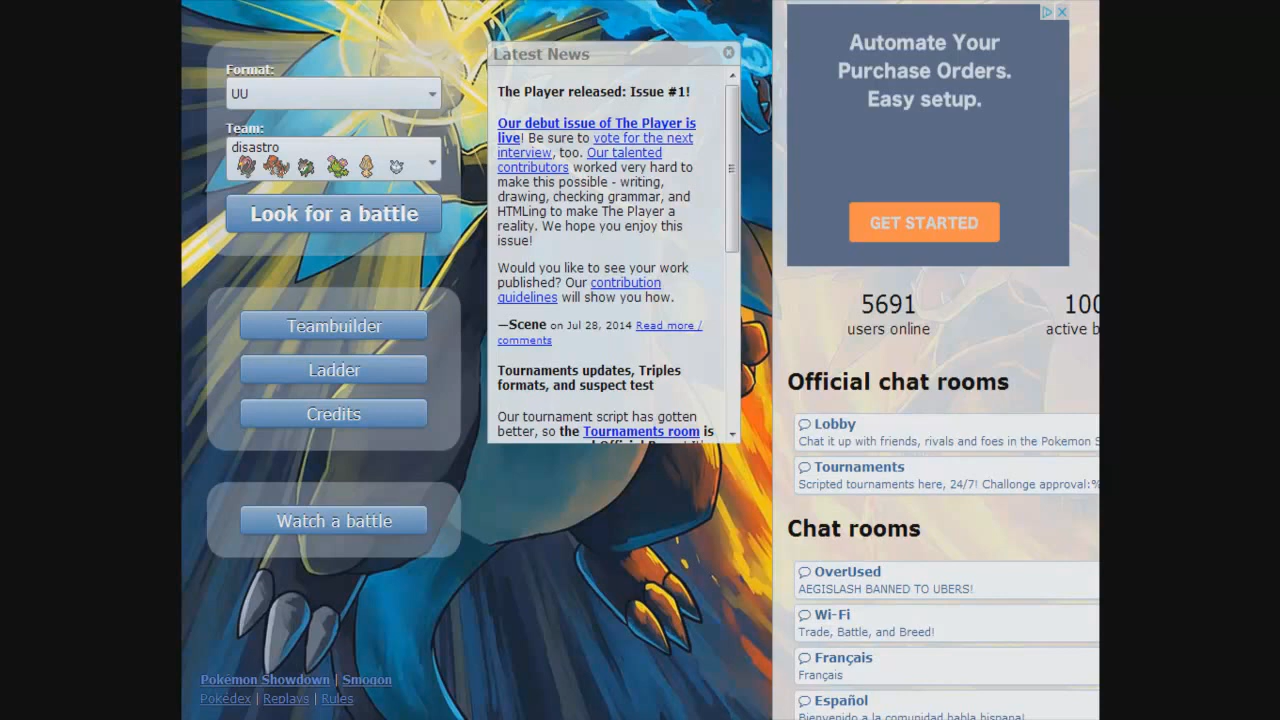 Format:
UU
Team:
disastro
Look for a battle
Teambuilder
Ladder
Credits
Watch a battle
Pokémon Showdown | Smogon
Pokédex | Replays | Rules
Latest News
The Player released: Issue #1!
Our debut issue of The Player is
live! Be sure to vote for the next
interview, too. Our talented
contributors worked very hard to
make this possible - writing,
drawing, checking grammar, and
HTMLing to make The Player a
reality. We hope you enjoy this
issue!
Would you like to see your work
published? Our contribution
guidelines will show you how.
—Scene on Jul 28, 2014 Read more /
comments
Tournaments updates, Triples
formats, and suspect test
Our tournament script has gotten
better, so the Tournaments room is
Automate Your
Purchase Orders.
Easy setup.
GET STARTED
5691
users online
100
active b
Official chat rooms
Lobby
Chat it up with friends, rivals and foes in the Pokemon S
Tournaments
Scripted tournaments here, 24/7! Challonge approval:%
Chat rooms
OverUsed
AEGISLASH BANNED TO UBERS!
Wi-Fi
Trade, Battle, and Breed!
Français
Français
Español
Bienvenido a la comunidad habla hispana!